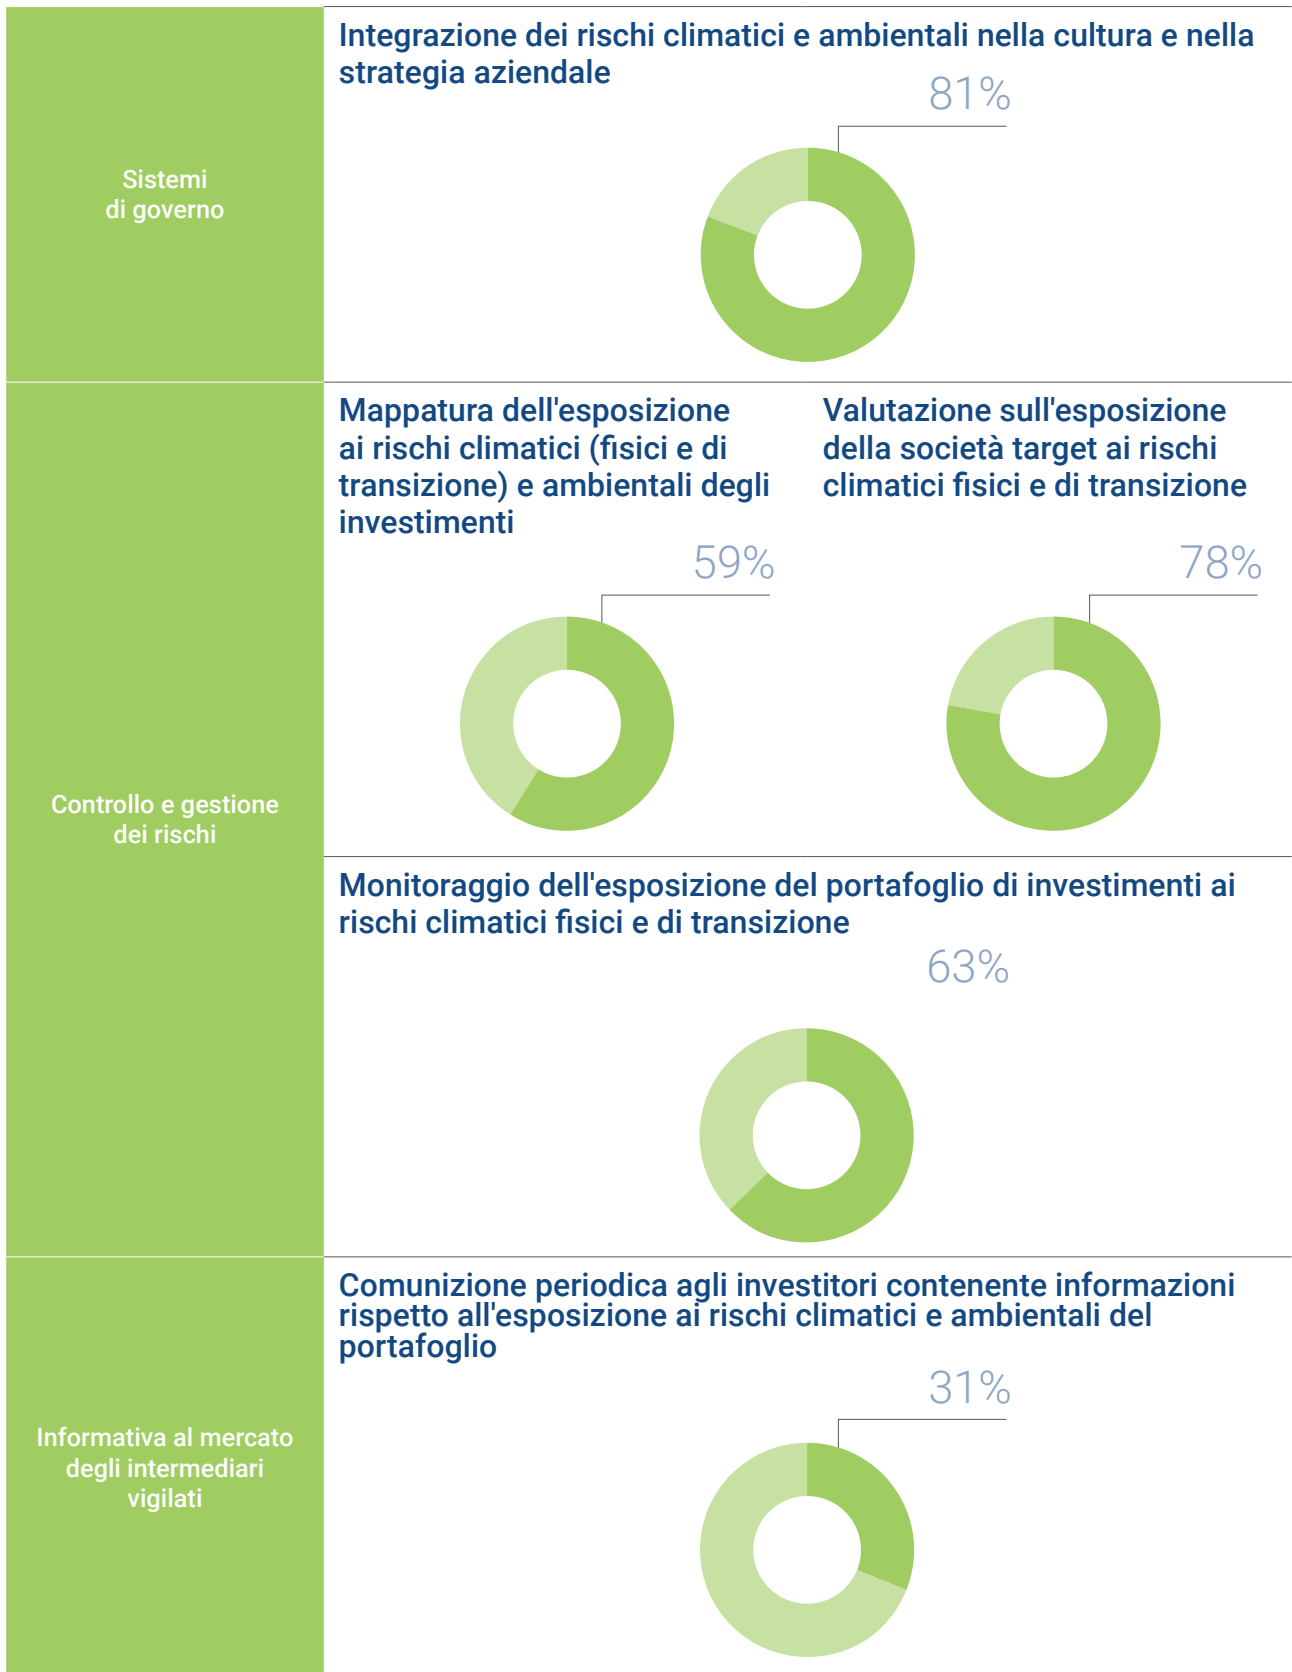 Sistemi
di governo
Integrazione dei rischi climatici e ambientali nella cultura e nella
strategia aziendale
81%
Controllo e gestione
dei rischi
Mappatura dell'esposizione
ai rischi climatici (fisici e di
transizione) e ambientali degli
investimenti
59%
Valutazione sull'esposizione
della società target ai rischi
climatici fisici e di transizione
78%
Monitoraggio dell'esposizione del portafoglio di investimenti ai
rischi climatici fisici e di transizione
63%
Informativa al mercato
degli intermediari
vigilati
Comunizione periodica agli investitori contenente informazioni
rispetto all'esposizione ai rischi climatici e ambientali del
portafoglio
31%